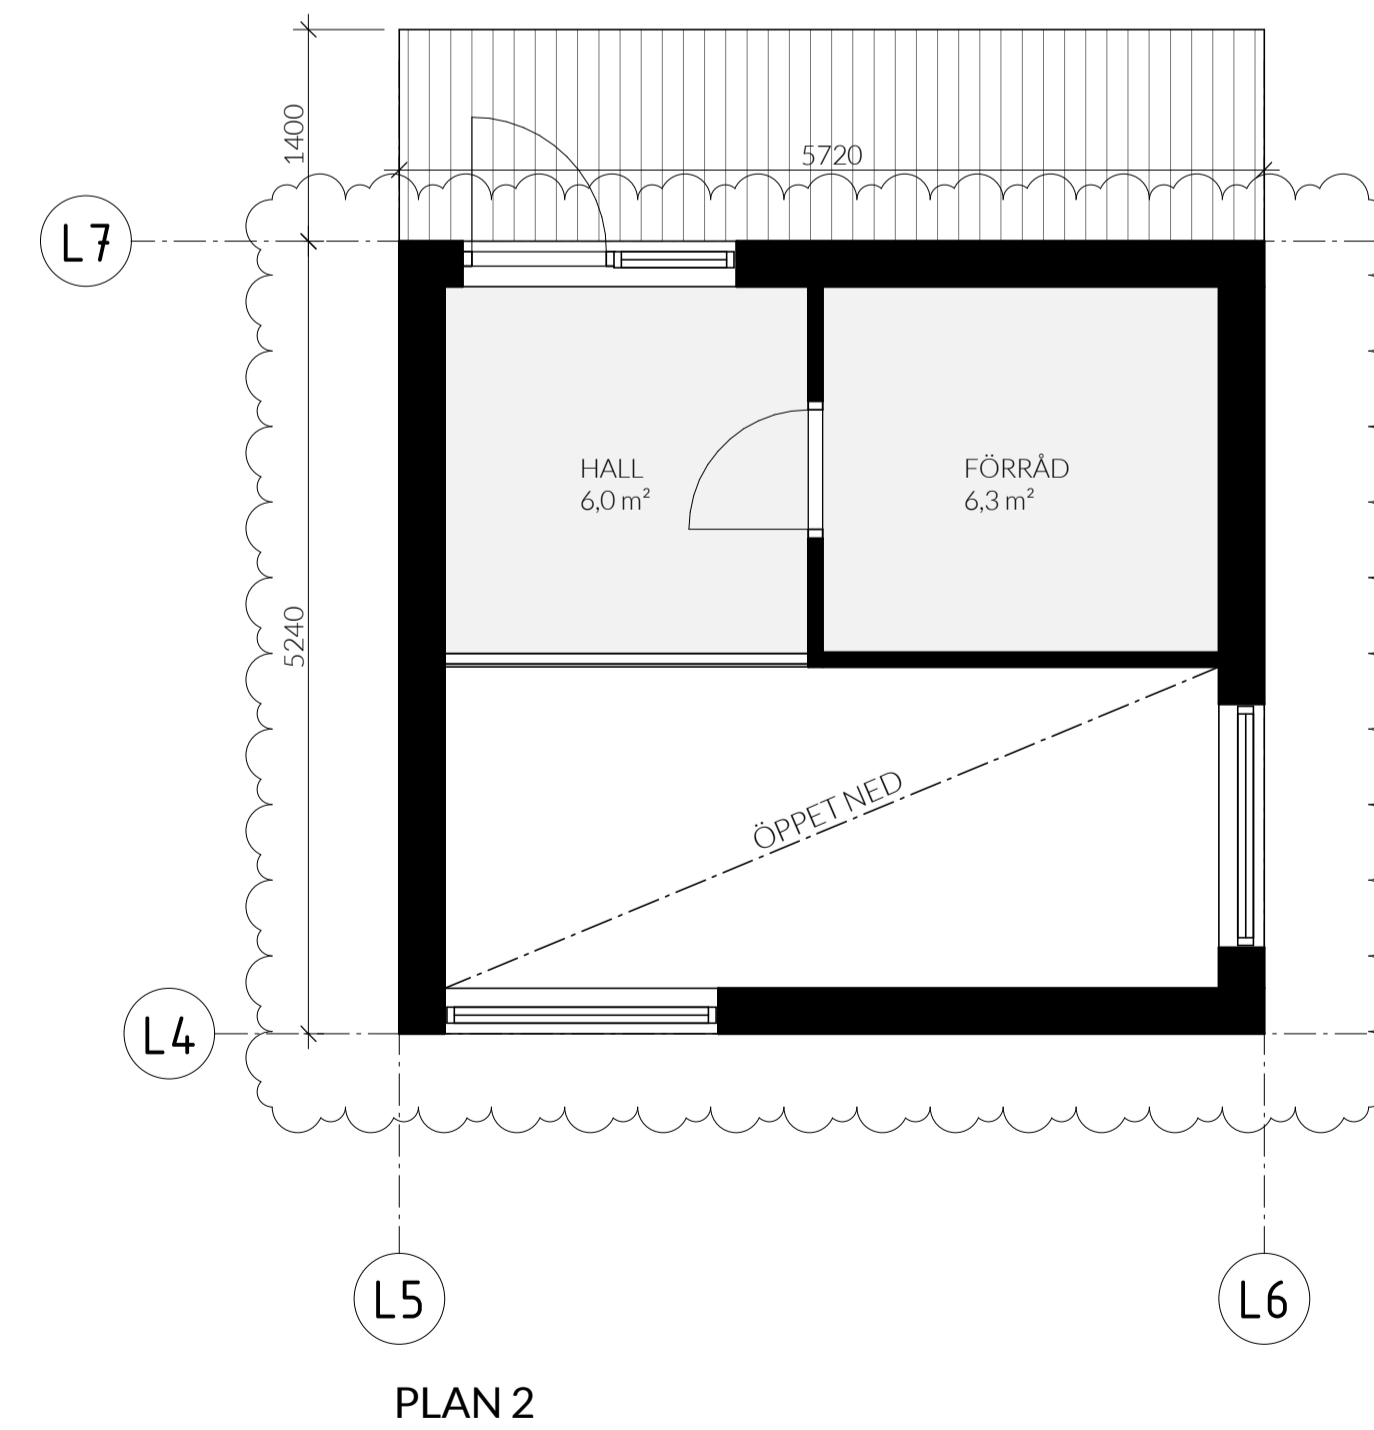 1400
5720
L7
HALL
6,0 m²
FÖRRÅD
6,3 m²
5240
ÖPPET NED
L4
L5
L6
PLAN 2